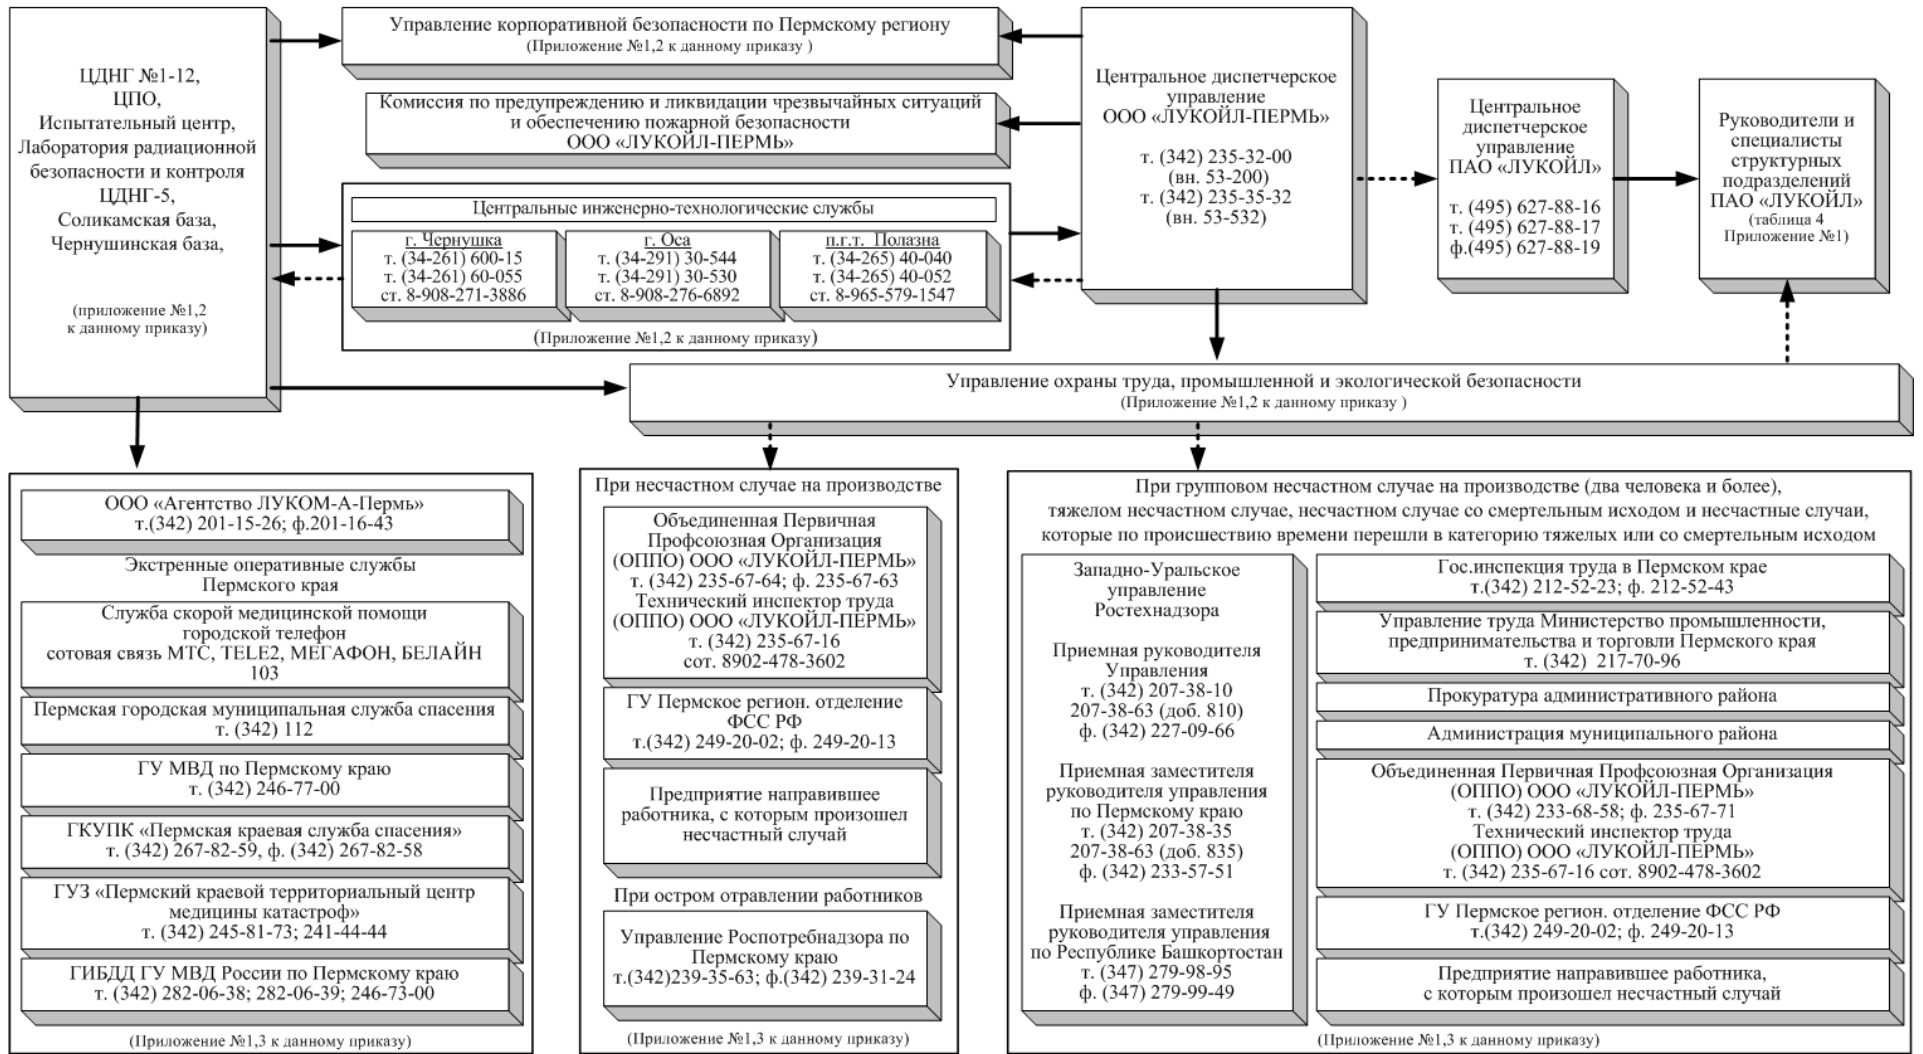 ЦДНГ №1-12,
ЦПО,
Испытательный центр,
Лаборатория радиационной
безопасности и контроля
ЦДНГ-5,
Соликамская база,
Чернушинская база,
(приложение №1,2
к данному приказу)
Управление корпоративной безопасности по Пермскому региону
(Приложение №1,2 к данному приказу )
Комиссия по предупреждению и ликвидации чрезвычайных ситуаций
и обеспечению пожарной безопасности
ООО «ЛУКОЙЛ-ПЕРМЬ»
Центральные инженерно-технологические службы
г. Чернушка
т. (34-261) 600-15
т. (34-261) 60-055
ст. 8-908-271-3886
г. Оса
т. (34-291) 30-544
т. (34-291) 30-530
ст. 8-908-276-6892
п.г.т. Полазна
т. (34-265) 40-040
т. (34-265) 40-052
ст. 8-965-579-1547
(Приложение №1,2 к данному приказу)
Центральное диспетчерское
управление
ООО «ЛУКОЙЛ-ПЕРМЬ»
т. (342) 235-32-00
(вн. 53-200)
т. (342) 235-35-32
(вн. 53-532)
Центральное
диспетчерское
управление
ПАО «ЛУКОЙЛ»
т. (495) 627-88-16
т. (495) 627-88-17
ф.(495) 627-88-19
Руководители и
специалисты
структурных
подразделений
ПАО «ЛУКОЙЛ»
(таблица 4
Приложение №1)
Управление охраны труда, промышленной и экологической безопасности
(Приложение №1,2 к данному приказу )
ООО «Агентство ЛУКОМ-А-Пермь»
т.(342) 201-15-26; ф.201-16-43
Экстренные оперативные службы
Пермского края
Служба скорой медицинской помощи
городской телефон
сотовая связь МТС, TELE2, МЕГАФОН, БЕЛАЙН
103
Пермская городская муниципальная служба спасения
т. (342) 112
ГУ МВД по Пермскому краю
т. (342) 246-77-00
ГКУПК «Пермская краевая служба спасения»
т. (342) 267-82-59, ф. (342) 267-82-58
ГУЗ «Пермский краевой территориальный центр
медицины катастроф»
т. (342) 245-81-73; 241-44-44
ГИБДД ГУ МВД России по Пермскому краю
т. (342) 282-06-38; 282-06-39; 246-73-00
(Приложение №1,3 к данному приказу)
При несчастном случае на производстве
Объединенная Первичная
Профсоюзная Организация
(ОППО) ООО «ЛУКОЙЛ-ПЕРМЬ»
т. (342) 235-67-64; ф. 235-67-63
Технический инспектор труда
(ОППО) ООО «ЛУКОЙЛ-ПЕРМЬ»
т. (342) 235-67-16
сот. 8902-478-3602
ГУ Пермское регион. отделение
ФСС РФ
т.(342) 249-20-02; ф. 249-20-13
Предприятие направившее
работника, с которым произошел
несчастный случай
При остром отравлении работников
Управление Роспотребнадзора по
Пермскому краю
т.(342)239-35-63; ф.(342) 239-31-24
(Приложение №1,3 к данному приказу)
При групповом несчастном случае на производстве (два человека и более),
тяжелом несчастном случае, несчастном случае со смертельным исходом и несчастные случаи,
которые по происшествию времени перешли в категорию тяжелых или со смертельным исходом
Западно-Уральское
управление
Ростехнадзора
Приемная руководителя
Управления
т. (342) 207-38-10
207-38-63 (доб. 810)
ф. (342) 227-09-66
Приемная заместителя
руководителя управления
по Пермскому краю
т. (342) 207-38-35
207-38-63 (доб. 835)
ф. (342) 233-57-51
Приемная заместителя
руководителя управления
по Республике Башкортостан
т. (347) 279-98-95
ф. (347) 279-99-49
Гос.инспекция труда в Пермском крае
т.(342) 212-52-23; ф. 212-52-43
Управление труда Министерство промышленности,
предпринимательства и торговли Пермского края
т. (342) 217-70-96
Прокуратура административного района
Администрация муниципального района
Объединенная Первичная Профсоюзная Организация
(ОППО) ООО «ЛУКОЙЛ-ПЕРМЬ»
т. (342) 233-68-58; ф. 235-67-71
Технический инспектор труда
(ОППО) ООО «ЛУКОЙЛ-ПЕРМЬ»
т. (342) 235-67-16 сот. 8902-478-3602
ГУ Пермское регион. отделение ФСС РФ
т.(342) 249-20-02; ф. 249-20-13
Предприятие направившее работника,
с которым произошел несчастный случай
(Приложение №1,3 к данному приказу)